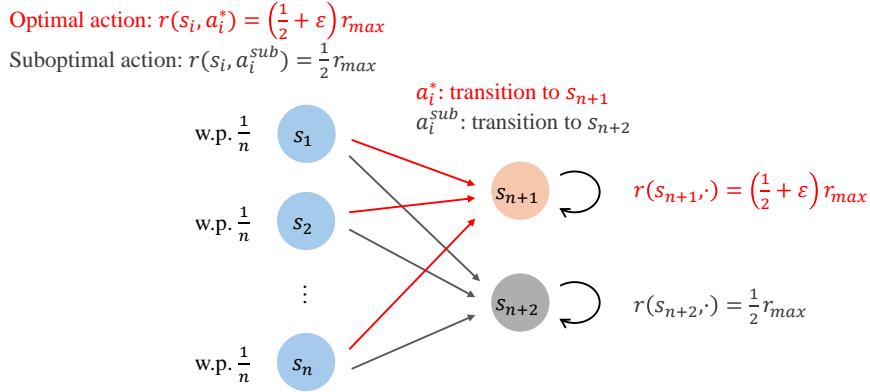 Optimal action: r(s_i, a_i^*) = (1/2 + ε) r_max
Suboptimal action: r(s_i, a_i^{sub}) = 1/2 r_max
a_i^*: transition to s_{n+1}
a_i^{sub}: transition to s_{n+2}
w.p. 1/n s_1
w.p. 1/n s_2
s_{n+1} r(s_{n+1},·) = (1/2 + ε) r_max
⋮
s_{n+2} r(s_{n+2},·) = 1/2 r_max
w.p. 1/n s_n